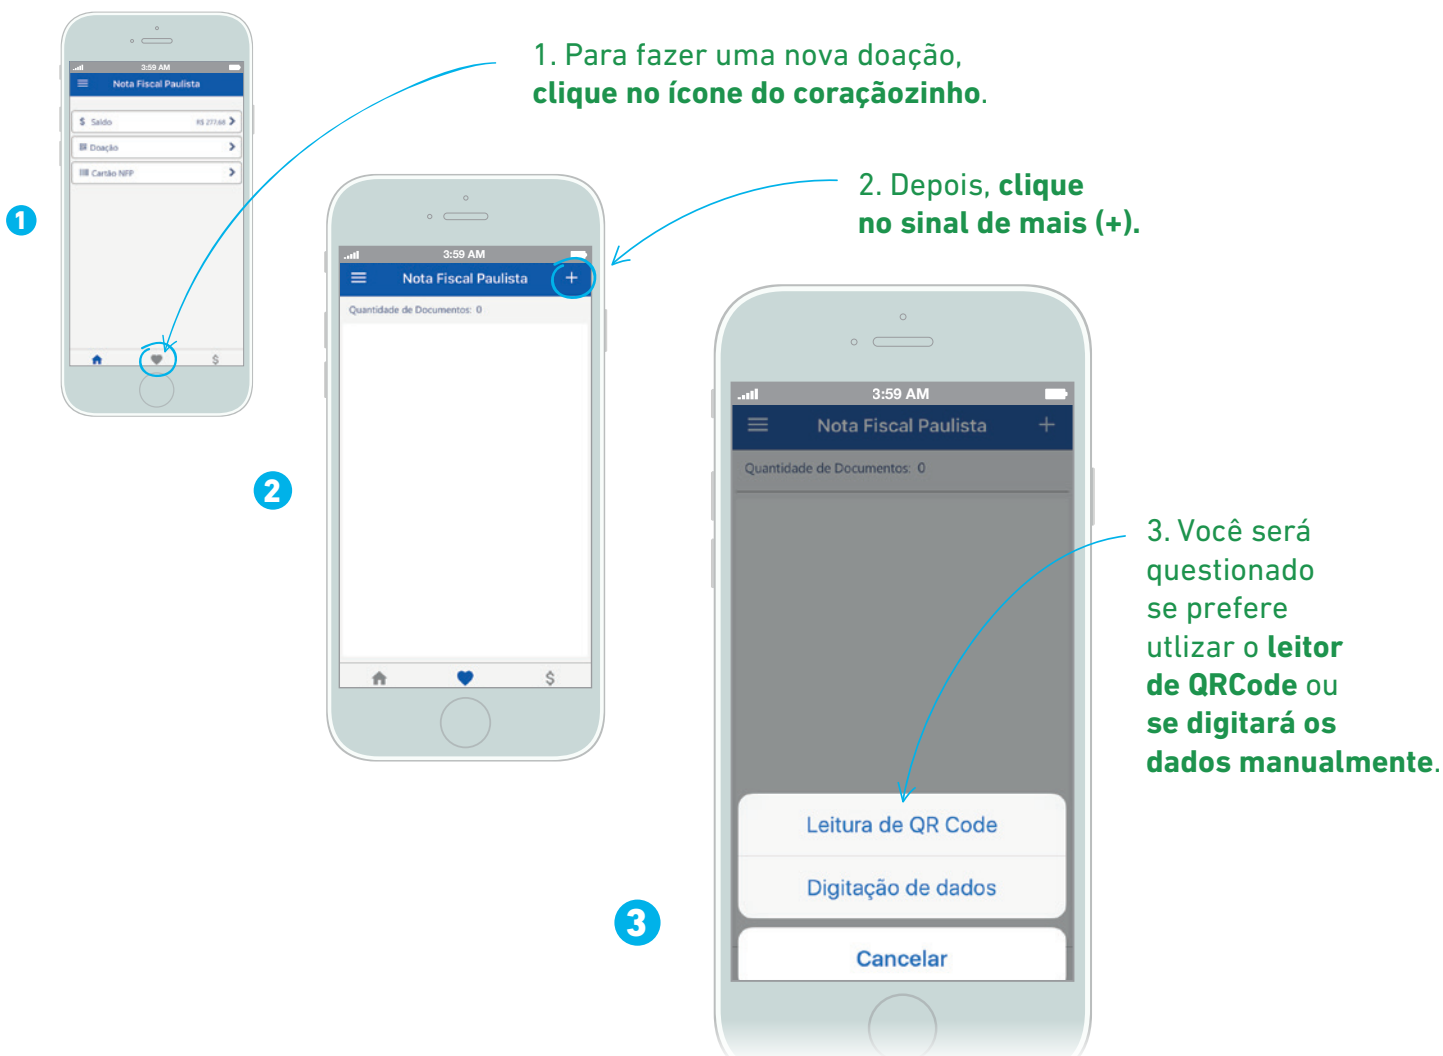 1. Para fazer uma nova doação,
clique no ícone do coraçãozinho.
3:59 AM
Nota Fiscal Paulista
$ Saldo R$ 277,68
Doação
Cartão NFP
$
1
2. Depois, clique
no sinal de mais (+).
3:59 AM
Nota Fiscal Paulista +
Quantidade de Documentos: 0
$
2
3:59 AM
Nota Fiscal Paulista +
Quantidade de Documentos: 0
3. Você será
questionado
se prefere
utlizar o leitor
de QRCode ou
se digitará os
dados manualmente.
Leitura de QR Code
Digitação de dados
Cancelar
3